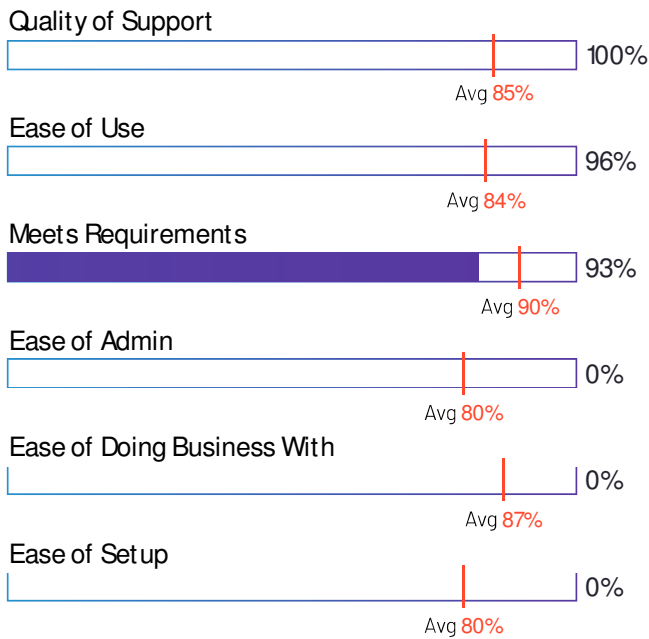 Quality of Support
100%
Avg 85%
Ease of Use
96%
Avg 84%
Meets Requirements
93%
Avg 90%
Ease of Admin
0%
Avg 80%
Ease of Doing Business With
0%
Avg 87%
Ease of Setup
0%
Avg 80%